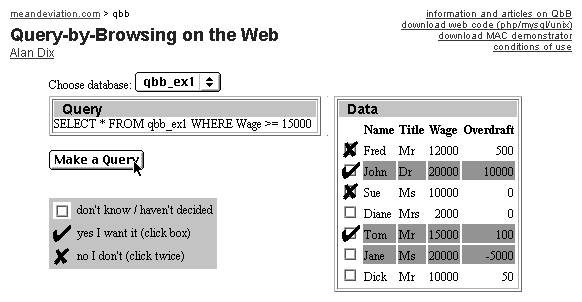 meandeviation.com > qbb
information and articles on QbB
download web code (php/mysql/unix)
download MAC demonstrator
conditions of use
Query-by-Browsing on the Web
Alan Dix
Choose database: qbb_ex1
Query
SELECT * FROM qbb_ex1 WHERE Wage >= 15000
Make a Query
don't know / haven't decided
yes I want it (click box)
no I don't (click twice)
Data
Name Title Wage Overdraft
Fred Mr 12000 500
John Dr 20000 10000
Sue Ms 10000 0
Diane Mrs 2000 0
Tom Mr 15000 100
Jane Ms 20000 -5000
Dick Mr 10000 50